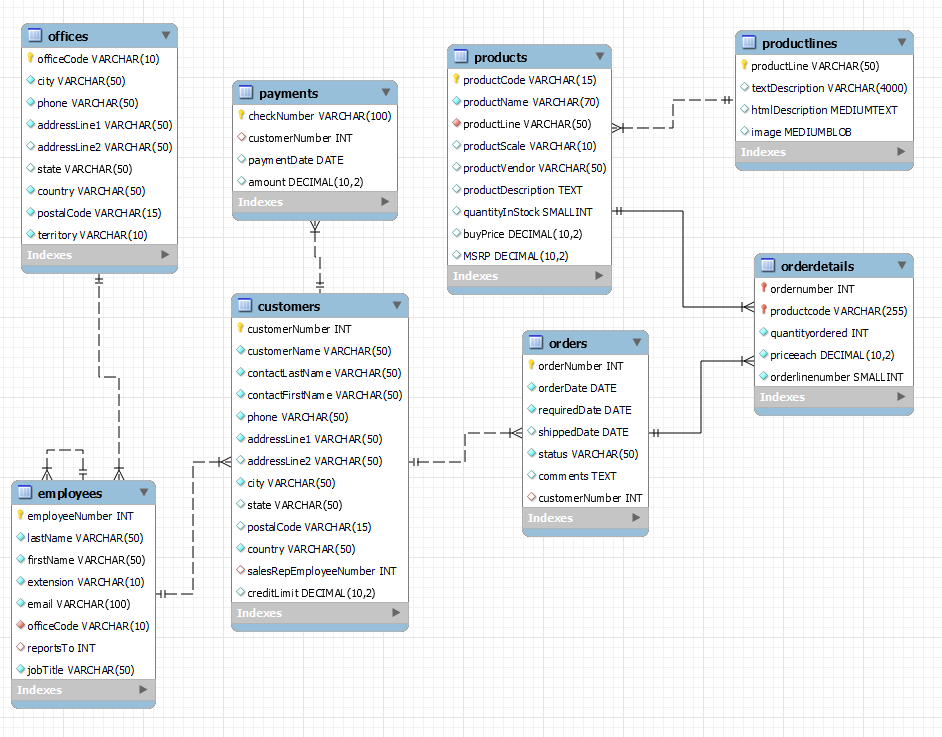 offices
officeCode VARCHAR(10)
city VARCHAR(50)
phone VARCHAR(50)
addressLine1 VARCHAR(50)
addressLine2 VARCHAR(50)
state VARCHAR(50)
country VARCHAR(50)
postalCode VARCHAR(15)
territory VARCHAR(10)
Indexes
payments
checkNumber VARCHAR(100)
customerNumber INT
paymentDate DATE
amount DECIMAL(10,2)
Indexes
products
productCode VARCHAR(15)
productName VARCHAR(70)
productLine VARCHAR(50)
productScale VARCHAR(10)
productVendor VARCHAR(50)
productDescription TEXT
quantityInStock SMALLINT
buyPrice DECIMAL(10,2)
MSRP DECIMAL(10,2)
Indexes
productlines
productLine VARCHAR(50)
textDescription VARCHAR(4000)
htmlDescription MEDIUMTEXT
image MEDIUMBLOB
Indexes
customers
customerNumber INT
customerName VARCHAR(50)
contactLastName VARCHAR(50)
contactFirstName VARCHAR(50)
phone VARCHAR(50)
addressLine1 VARCHAR(50)
addressLine2 VARCHAR(50)
city VARCHAR(50)
state VARCHAR(50)
postalCode VARCHAR(15)
country VARCHAR(50)
salesRepEmployeeNumber INT
creditLimit DECIMAL(10,2)
Indexes
orders
orderNumber INT
orderDate DATE
requiredDate DATE
shippedDate DATE
status VARCHAR(50)
comments TEXT
customerNumber INT
Indexes
orderdetails
ordernumber INT
productcode VARCHAR(255)
quantityordered INT
priceeach DECIMAL(10,2)
orderlinenumber SMALLINT
Indexes
employees
employeeNumber INT
lastName VARCHAR(50)
firstName VARCHAR(50)
extension VARCHAR(10)
email VARCHAR(100)
officeCode VARCHAR(10)
reportsTo INT
jobTitle VARCHAR(50)
Indexes